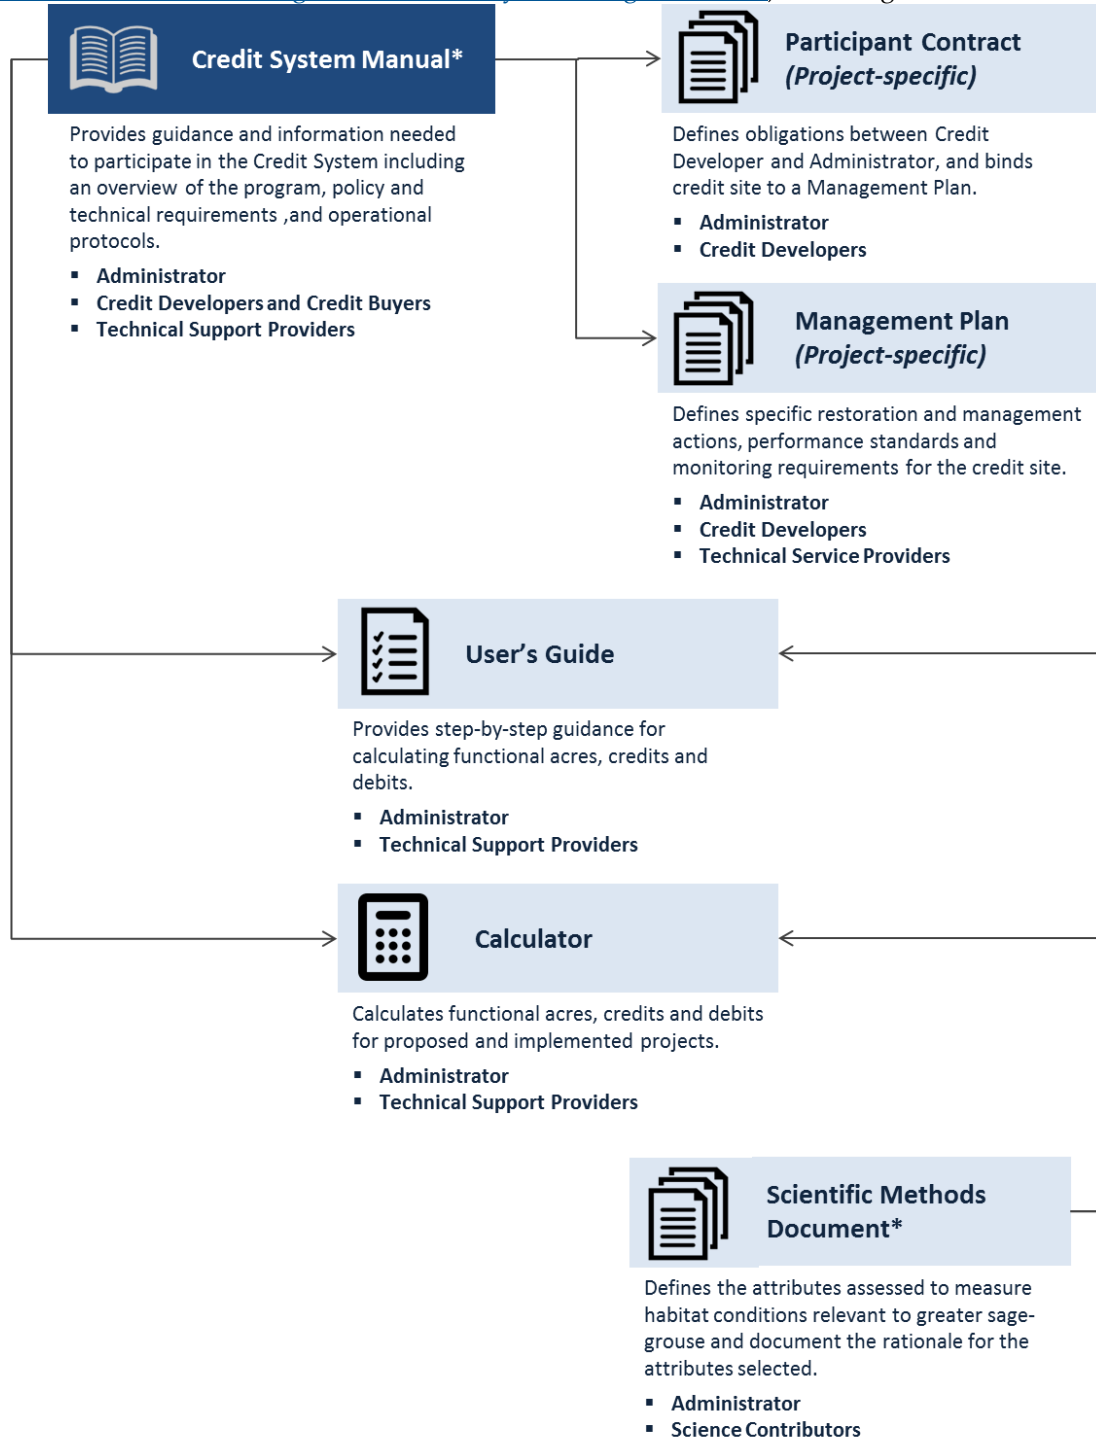 Credit System Manual*
Provides guidance and information needed
to participate in the Credit System including
an overview of the program, policy and
technical requirements ,and operational
protocols.
▪ Administrator
▪ Credit Developers and Credit Buyers
▪ Technical Support Providers
Participant Contract
(Project-specific)
Defines obligations between Credit
Developer and Administrator, and binds
credit site to a Management Plan.
▪ Administrator
▪ Credit Developers
Management Plan
(Project-specific)
Defines specific restoration and management
actions, performance standards and
monitoring requirements for the credit site.
▪ Administrator
▪ Credit Developers
▪ Technical Service Providers
User’s Guide
Provides step-by-step guidance for
calculating functional acres, credits and
debits.
▪ Administrator
▪ Technical Support Providers
Calculator
Calculates functional acres, credits and debits
for proposed and implemented projects.
▪ Administrator
▪ Technical Support Providers
Scientific Methods
Document*
Defines the attributes assessed to measure
habitat conditions relevant to greater sage-
grouse and document the rationale for the
attributes selected.
▪ Administrator
▪ Science Contributors